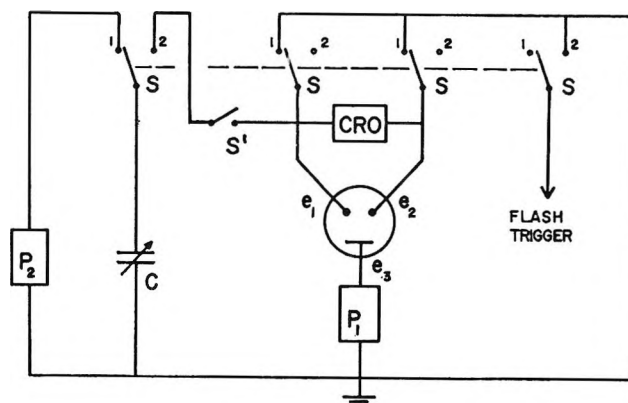 1 2 1 2 1 2 1 2
S S S S
S'
CRO
e1 e2
FLASH
TRIGGER
P2
C
e3
P1